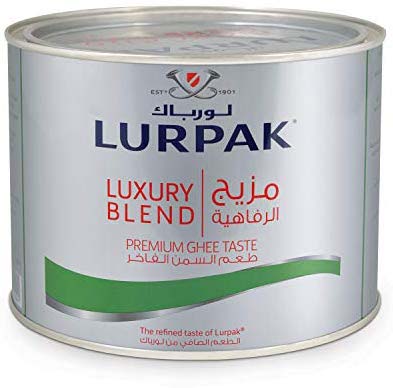 EST 1901
لورباك
LURPAK®
LUXURY BLEND
مزيج الرفاهية
PREMIUM GHEE TASTE
طعم السمن الفاخر
The refined taste of Lurpak®
الطعم الصافي من لورباك